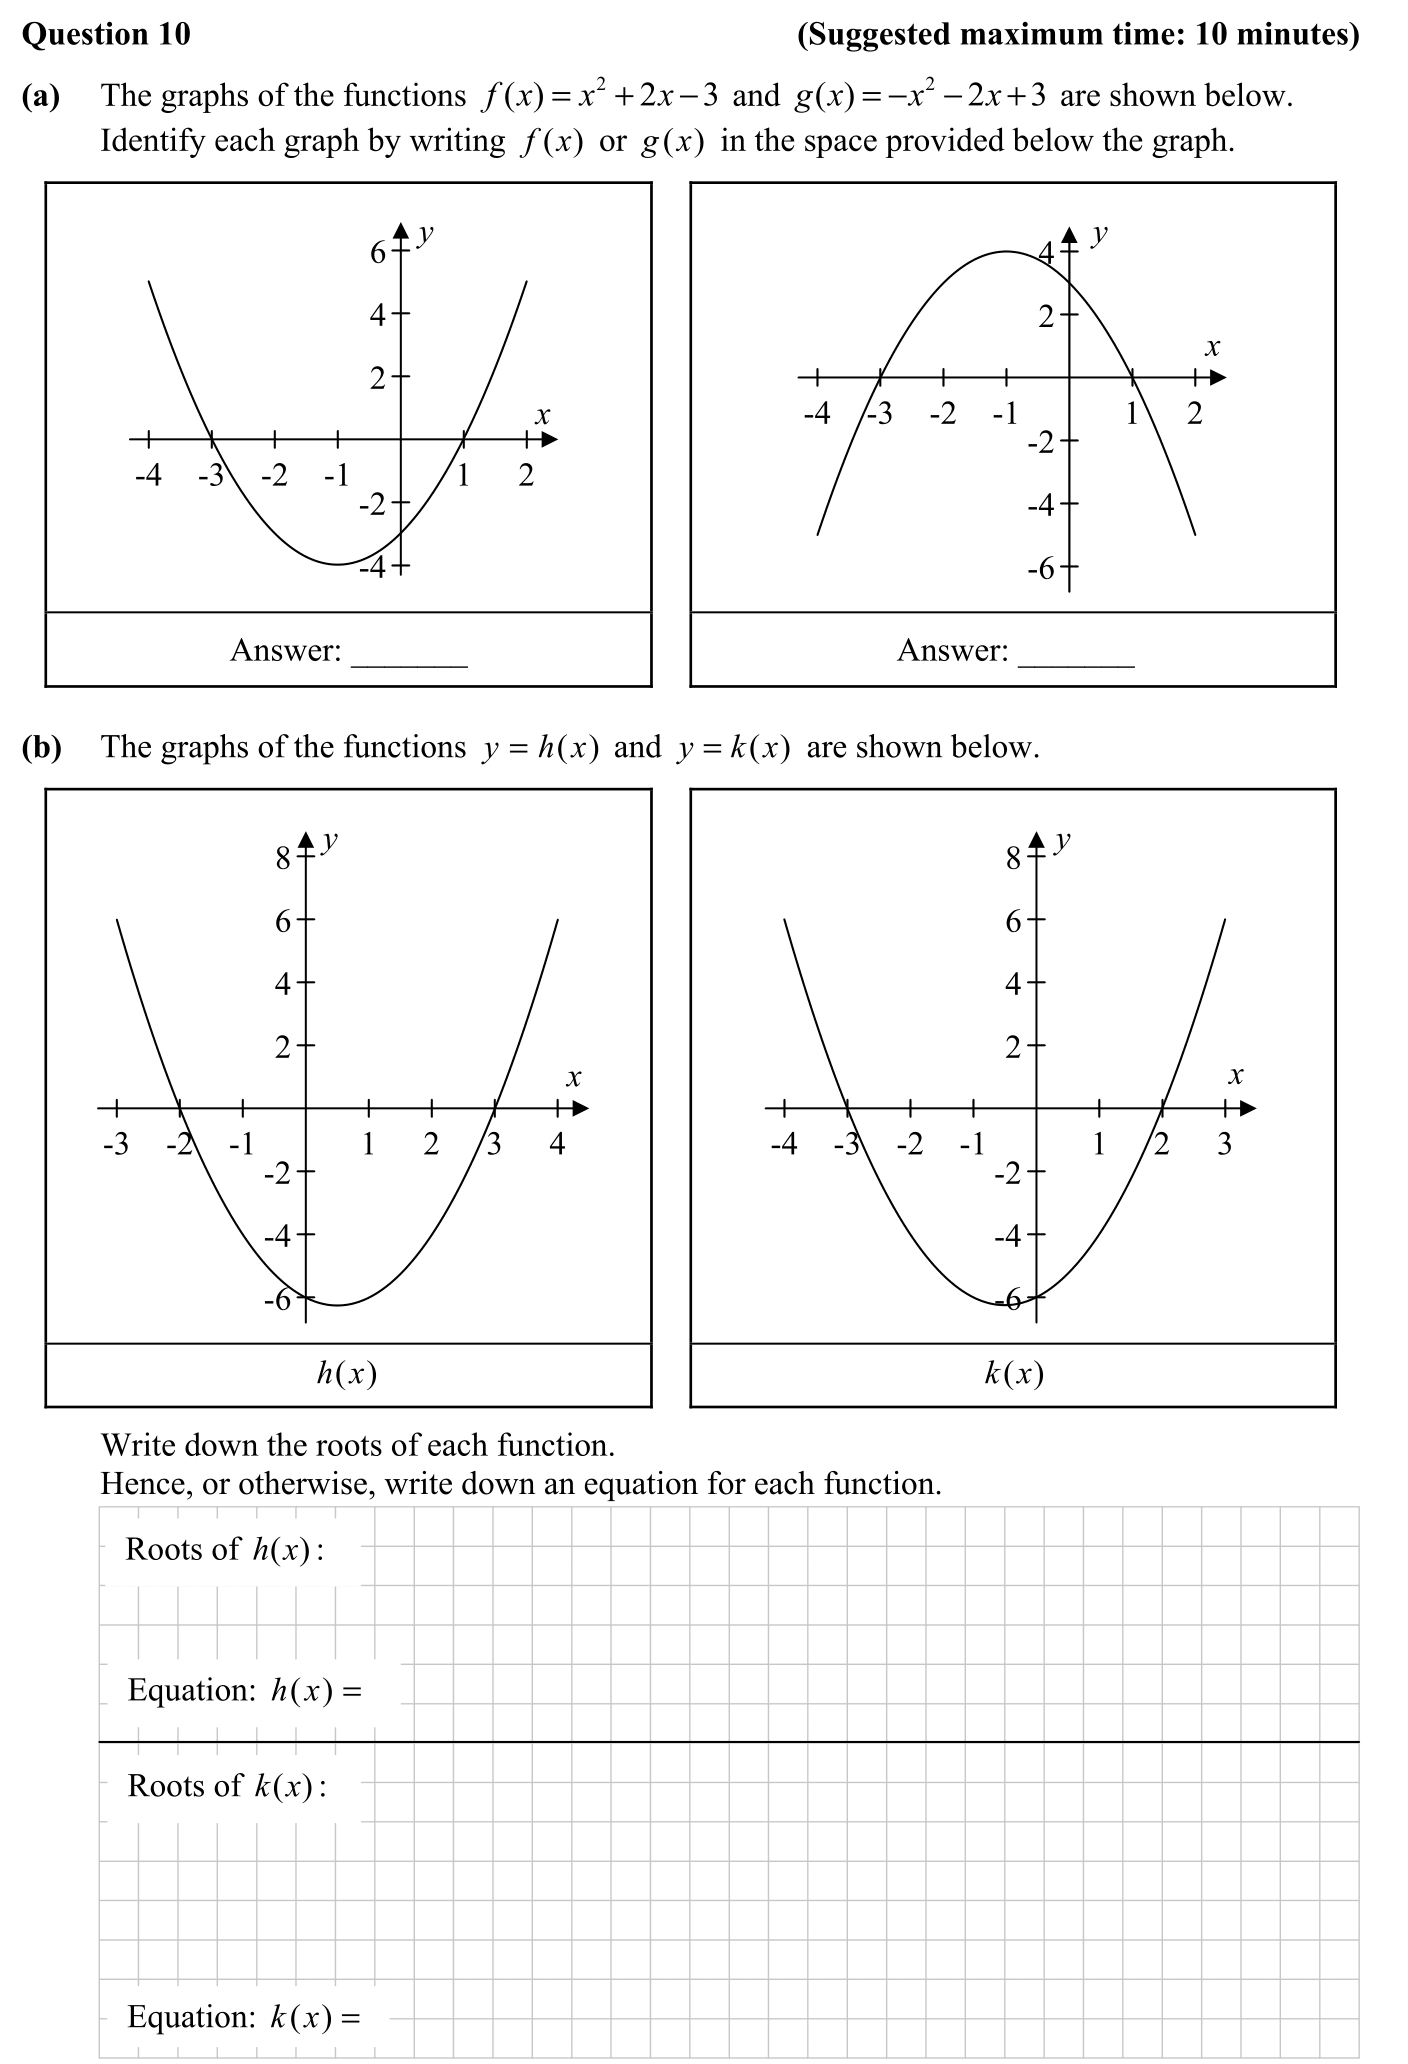 Question 10 (Suggested maximum time: 10 minutes)
(a) The graphs of the functions f(x) = x² + 2x − 3 and g(x) = −x² − 2x + 3 are shown below.
Identify each graph by writing f(x) or g(x) in the space provided below the graph.
y
6
4
2
x
-4 -3 -2 -1 1 2
-2
-4
Answer: _______
y
4
2
x
-4 -3 -2 -1 1 2
-2
-4
-6
Answer: _______
(b) The graphs of the functions y = h(x) and y = k(x) are shown below.
y
8
6
4
2
x
-3 -2 -1 1 2 3 4
-2
-4
-6
h(x)
y
8
6
4
2
x
-4 -3 -2 -1 1 2 3
-2
-4
-6
k(x)
Write down the roots of each function.
Hence, or otherwise, write down an equation for each function.
Roots of h(x):
Equation: h(x) =
Roots of k(x):
Equation: k(x) =